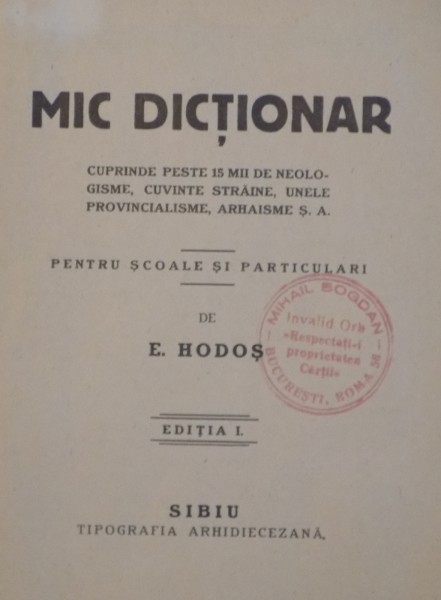 MIC DICȚIONAR
CUPRINDE PESTE 15 MII DE NEOLO-
GISME, CUVINTE STRĂINE, UNELE
PROVINCIALISME, ARHAISME Ș. A.
PENTRU ȘCOALE ȘI PARTICULARI
DE
E. HODOȘ
MIHAIL BOGDAN
Invalid Orb
»Respectați-i
proprietatea
Cărții«
BUCUREȘTI, ROMA 36
EDIȚIA I.
SIBIU
TIPOGRAFIA ARHIDIECEZANĂ.